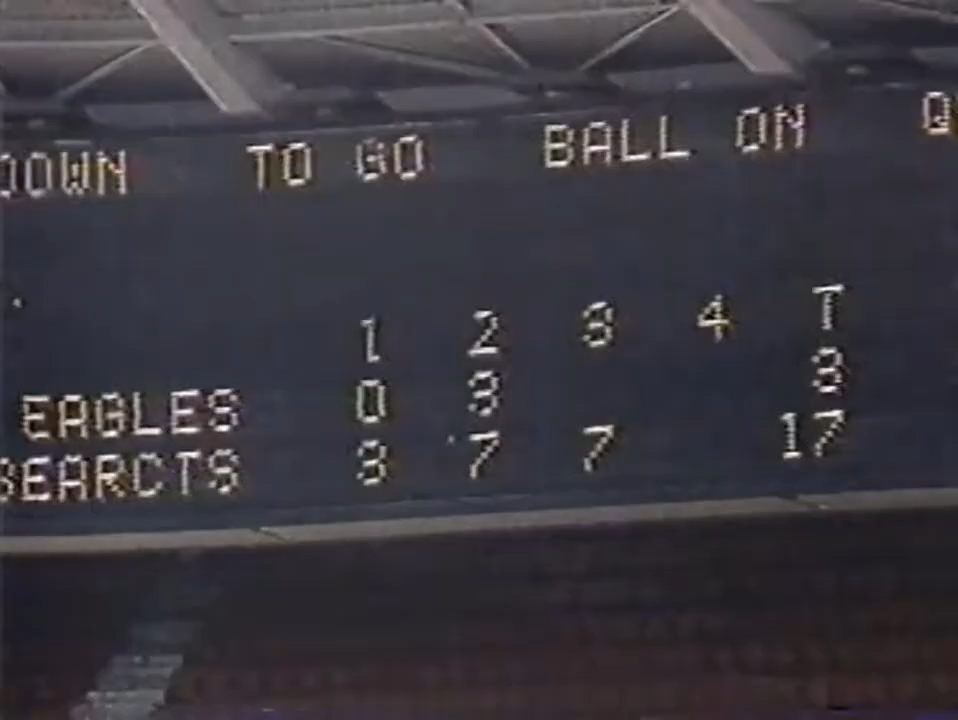 DOWN TO GO BALL ON Q
1 2 3 4 T
EAGLES 0 3 3
BEARCTS 3 7 7 17